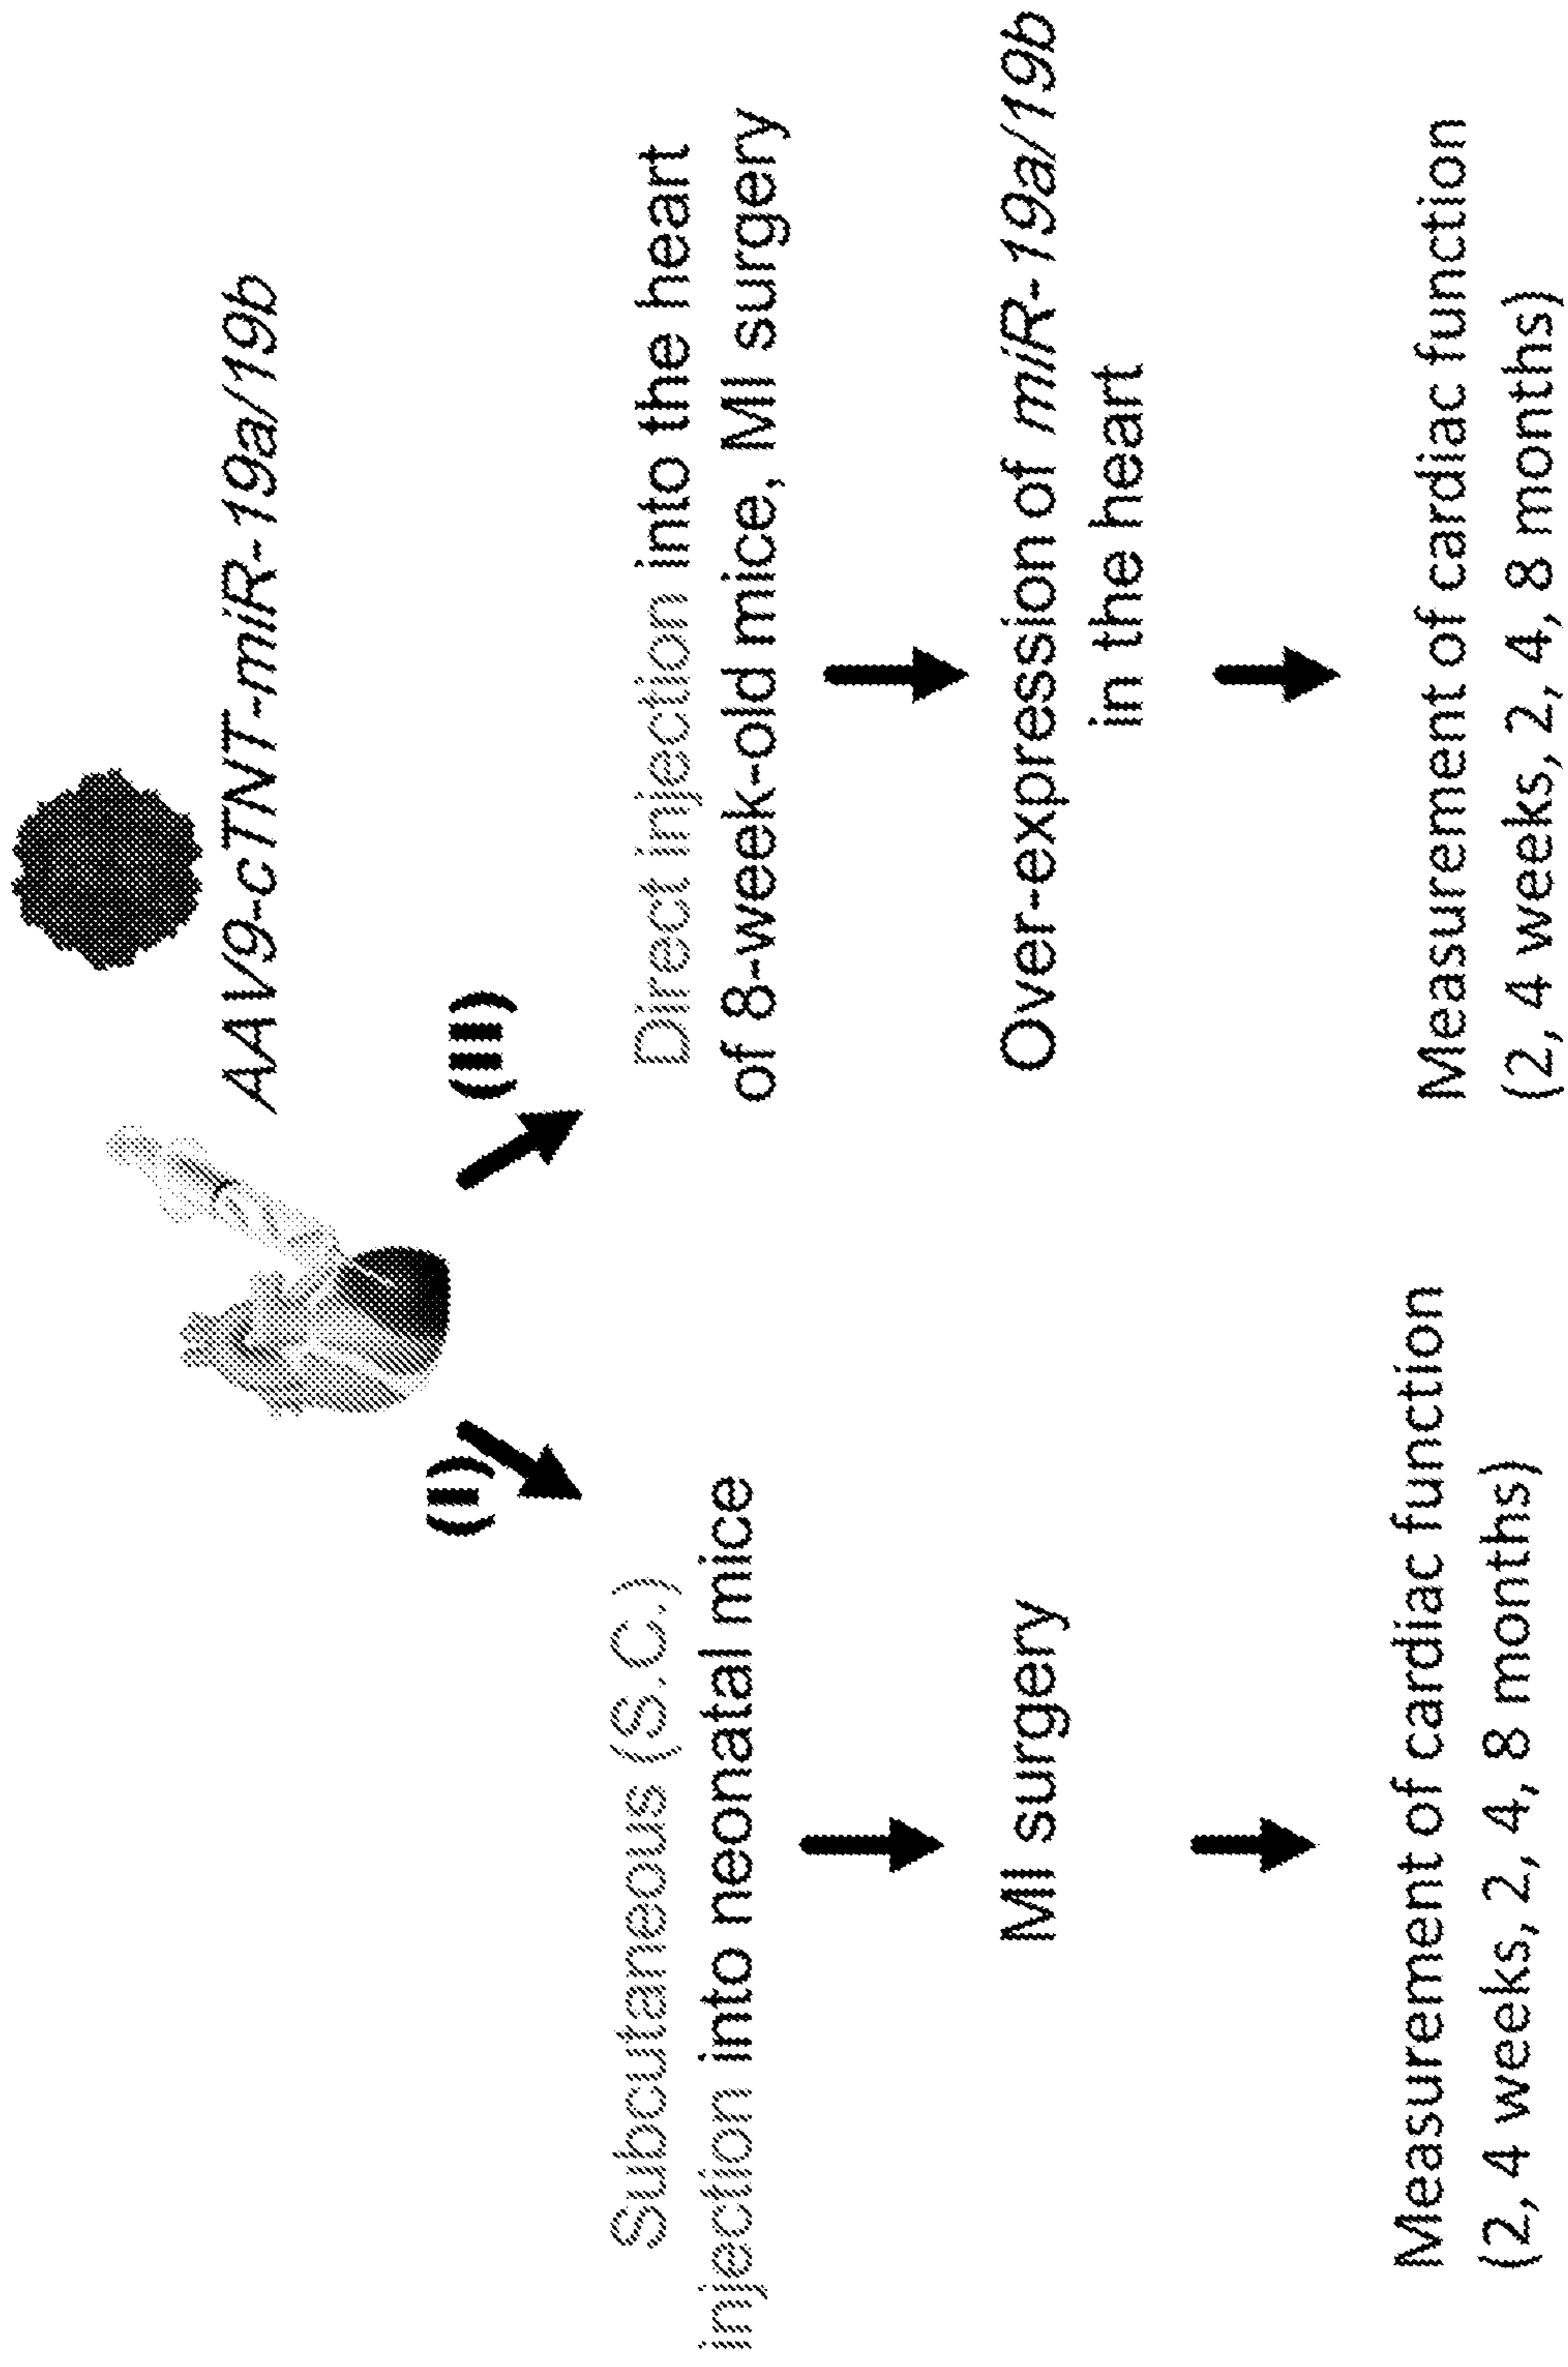 AAV9-cTNT-miR-19a/19b
(I)
Subcutaneous (S.C.)
injection into neonatal mice
MI surgery
Measurement of cardiac function
(2, 4 weeks, 2, 4, 8 months)
(II)
Direct injection into the heart
of 8-week-old mice, MI surgery
Over-expression of miR-19a/19b
in the heart
Measurement of cardiac function
(2, 4 weeks, 2, 4, 8 months)